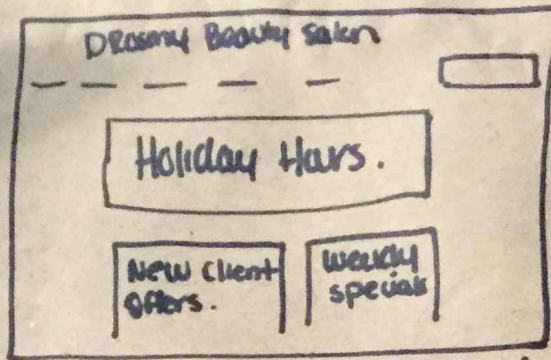 Beauty Salon
Holiday Hours.
New Client
offers.
Weekly
specials